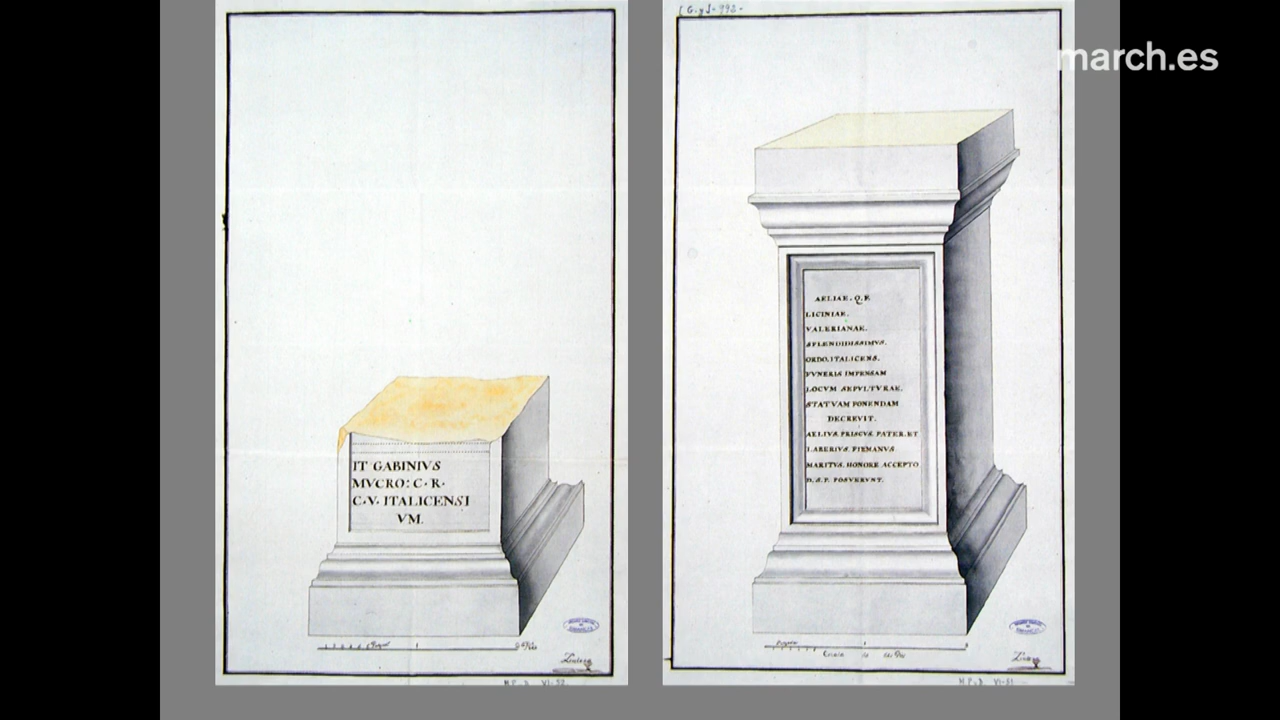 march.es
IT GABINIVS
MVCRO : C · R ·
C · V · ITALICENSI
VM.
AELIAE. Q. F.
LICINIAE.
VALERIANAE.
SPLENDIDISSIMVS.
ORDO. ITALICENS.
FVNERIS IMPENSAM
LOCVM SEPVLTVRAE.
STATVAM PONENDAM
DECREVIT.
AELIVS. PRISCVS. PATER. ET
LABERIVS. FIRMANVS
MARITVS. HONORE ACCEPTO
D. S. P. POSVERVNT.